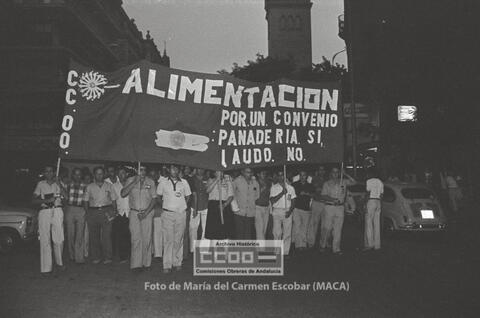 CC.OO
ALIMENTACION
POR.UN.CONVENIO
PANADERIA.SI,
LAUDO.NO.
Archivo Histórico
CCOO
Comisiones Obreras de Andalucía
Foto de María del Carmen Escobar (MACA)